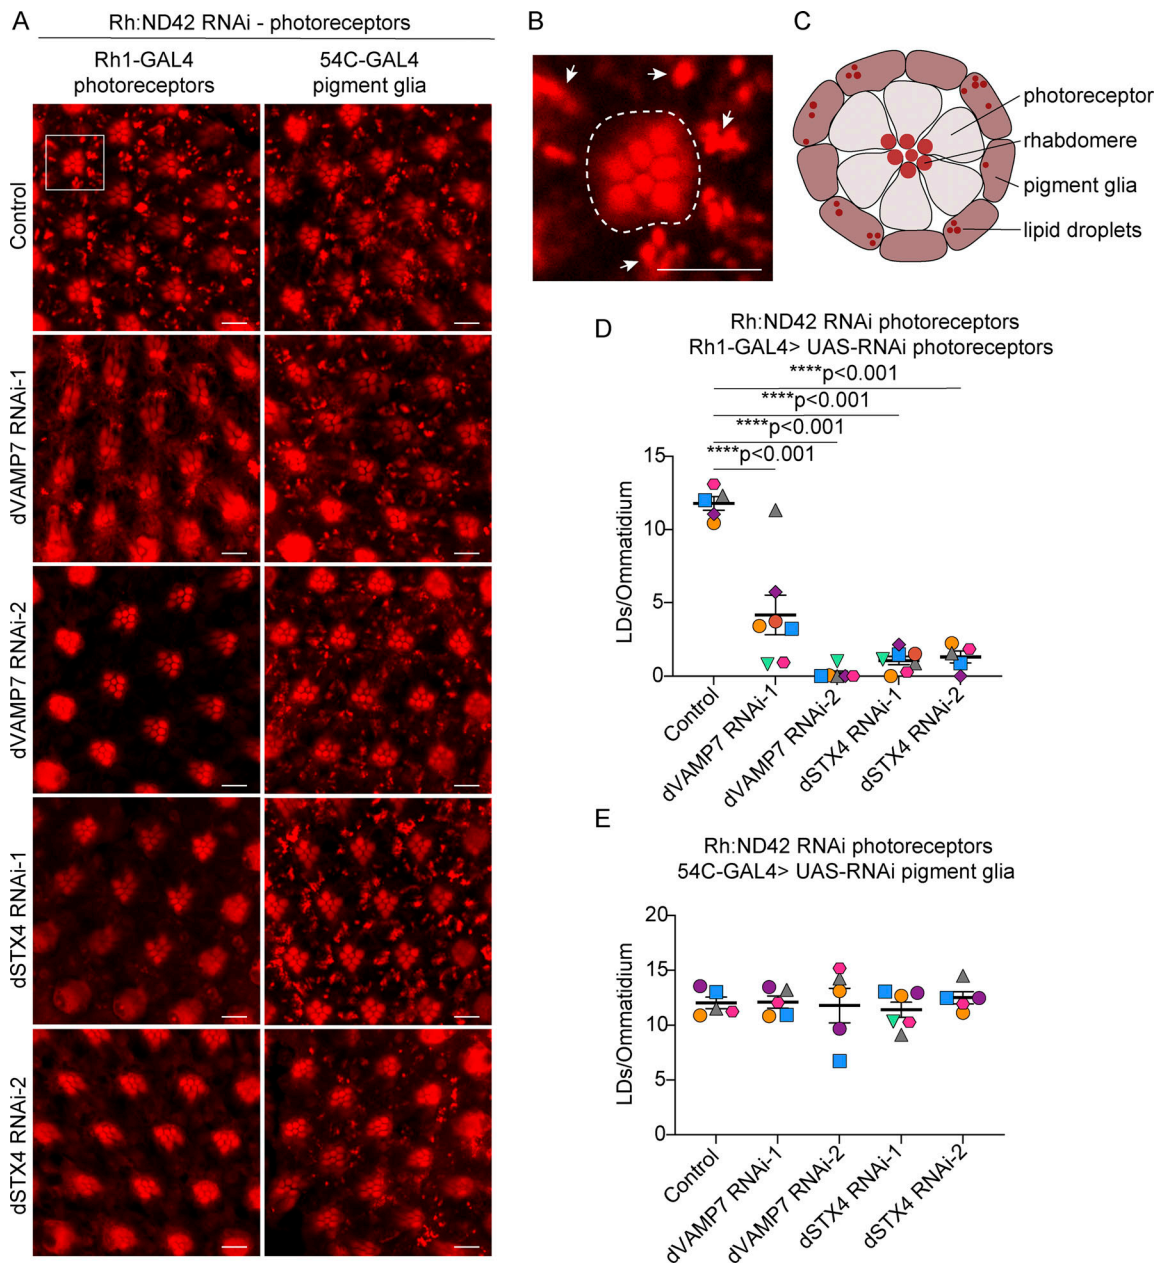 A
Rh:ND42 RNAi - photoreceptors
Rh1-GAL4
photoreceptors
54C-GAL4
pigment glia
Control
dVAMP7 RNAi-1
dVAMP7 RNAi-2
dSTX4 RNAi-1
dSTX4 RNAi-2
B
C
photoreceptor
rhabdomere
pigment glia
lipid droplets
D
Rh:ND42 RNAi photoreceptors
Rh1-GAL4> UAS-RNAi photoreceptors
****p<0.001
****p<0.001
****p<0.001
****p<0.001
LDs/Ommatidium
15
10
5
0
Control
dVAMP7 RNAi-1
dVAMP7 RNAi-2
dSTX4 RNAi-1
dSTX4 RNAi-2
E
Rh:ND42 RNAi photoreceptors
54C-GAL4> UAS-RNAi pigment glia
LDs/Ommatidium
20
15
10
5
0
Control
dVAMP7 RNAi-1
dVAMP7 RNAi-2
dSTX4 RNAi-1
dSTX4 RNAi-2